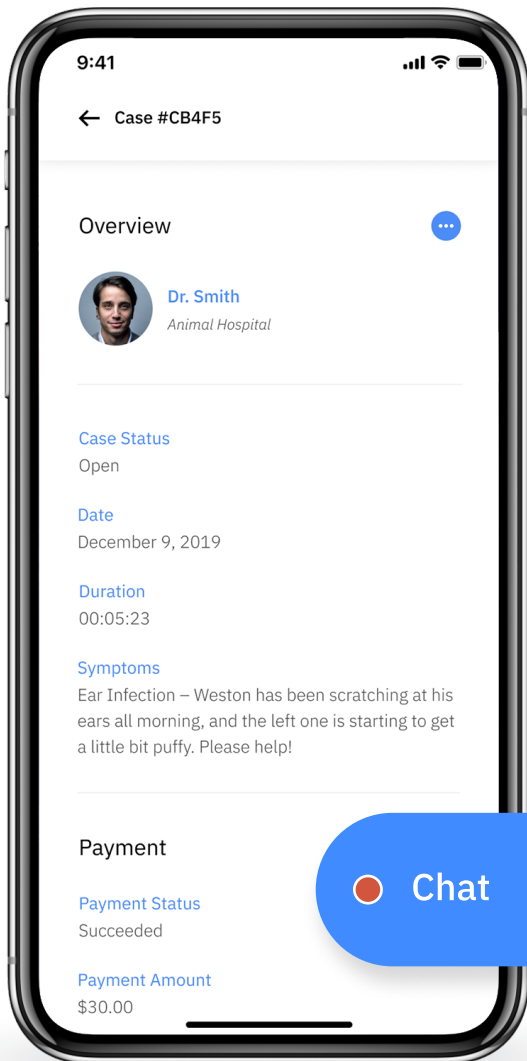 9:41
Case #CB4F5
Overview
Dr. Smith
Animal Hospital
Case Status
Open
Date
December 9, 2019
Duration
00:05:23
Symptoms
Ear Infection – Weston has been scratching at his
ears all morning, and the left one is starting to get
a little bit puffy. Please help!
Payment
Chat
Payment Status
Succeeded
Payment Amount
$30.00